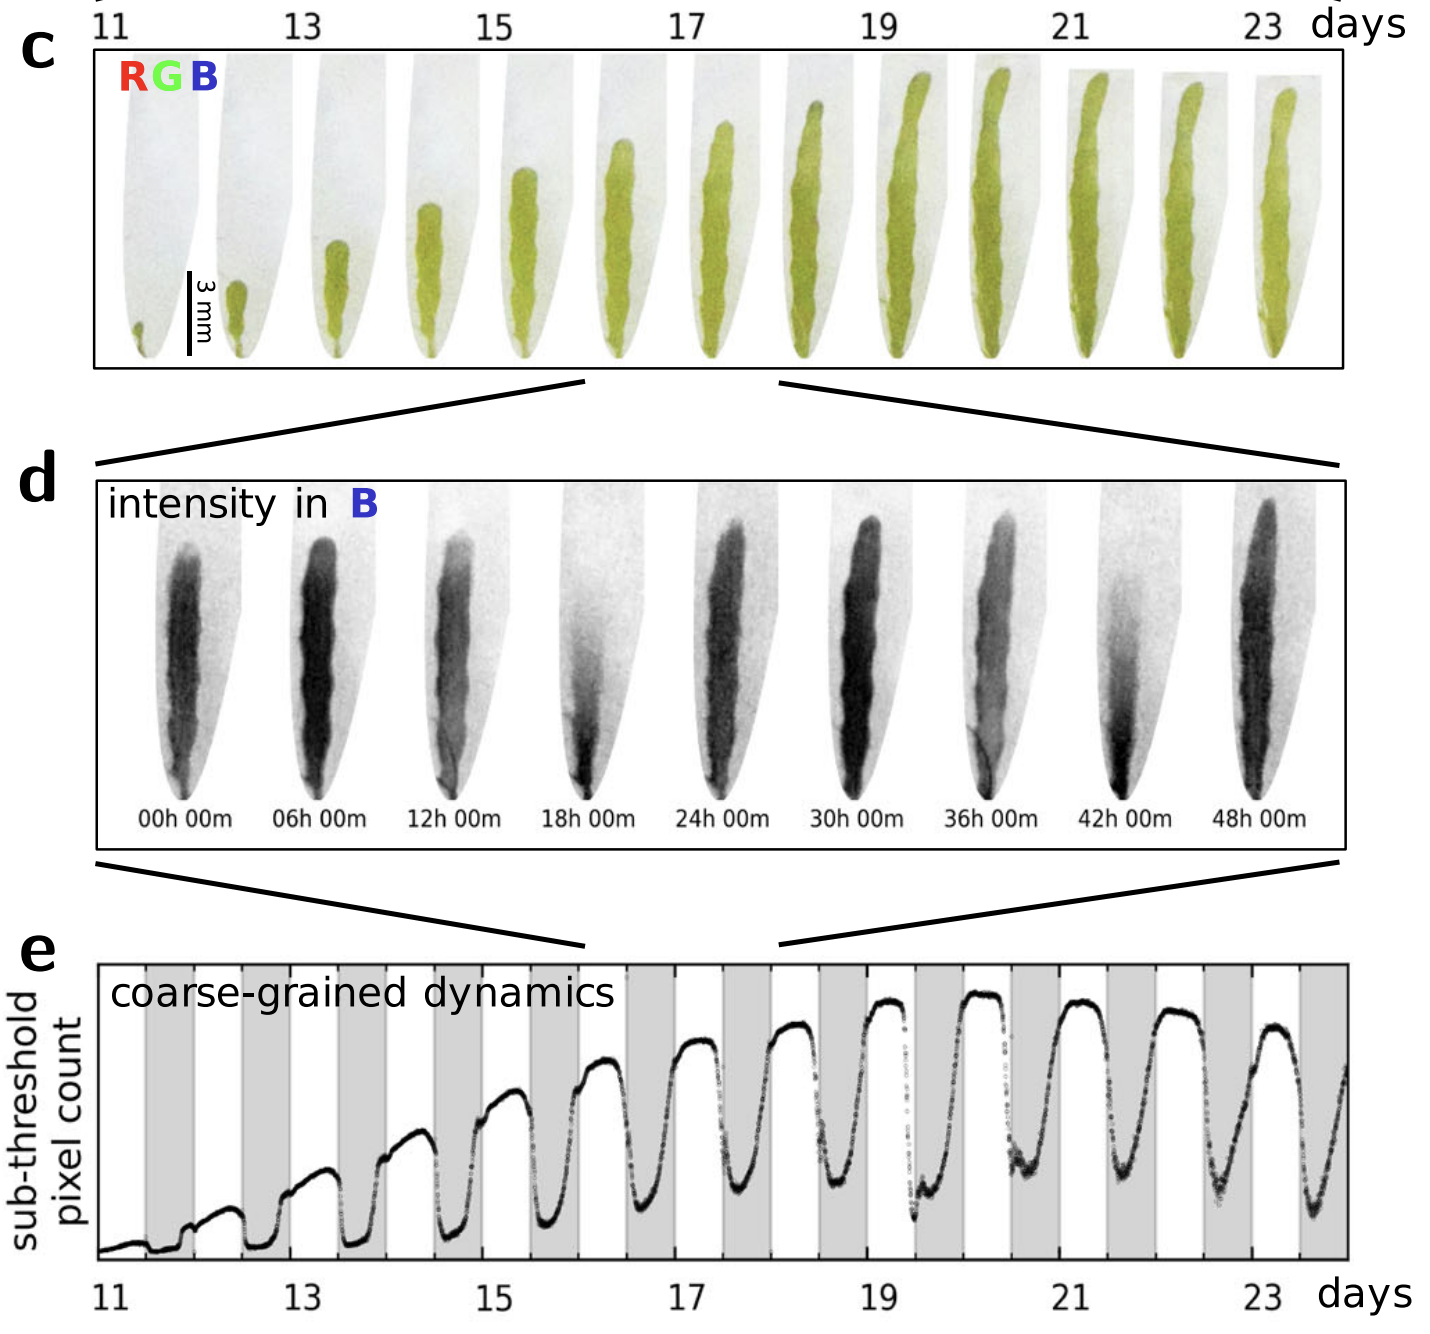 11 13 15 17 19 21 23 days
c
R G B
3 mm
d
intensity in B
00h 00m 06h 00m 12h 00m 18h 00m 24h 00m 30h 00m 36h 00m 42h 00m 48h 00m
e
coarse-grained dynamics
sub-threshold
pixel count
11 13 15 17 19 21 23 days